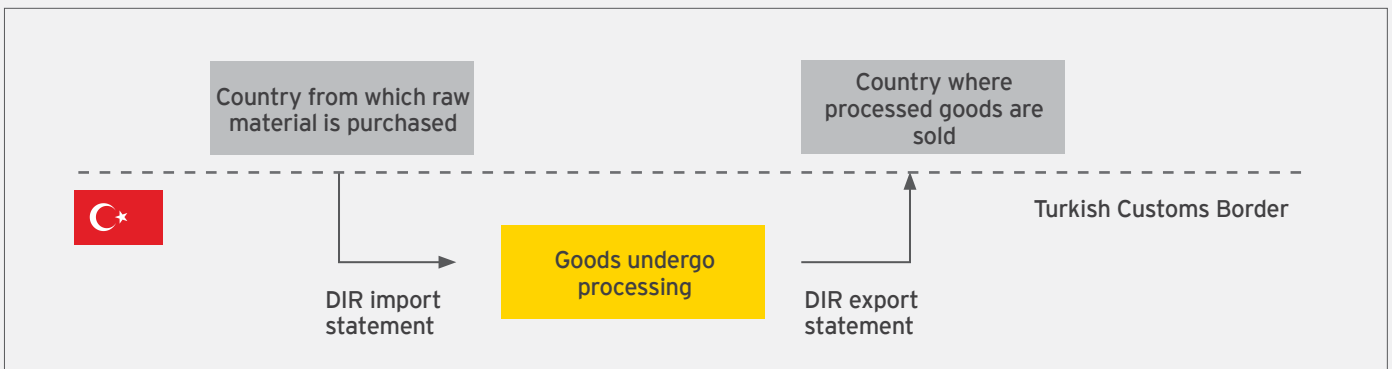 Country from which raw
material is purchased
Country where
processed goods are
sold
Turkish Customs Border
Goods undergo
processing
DIR import
statement
DIR export
statement